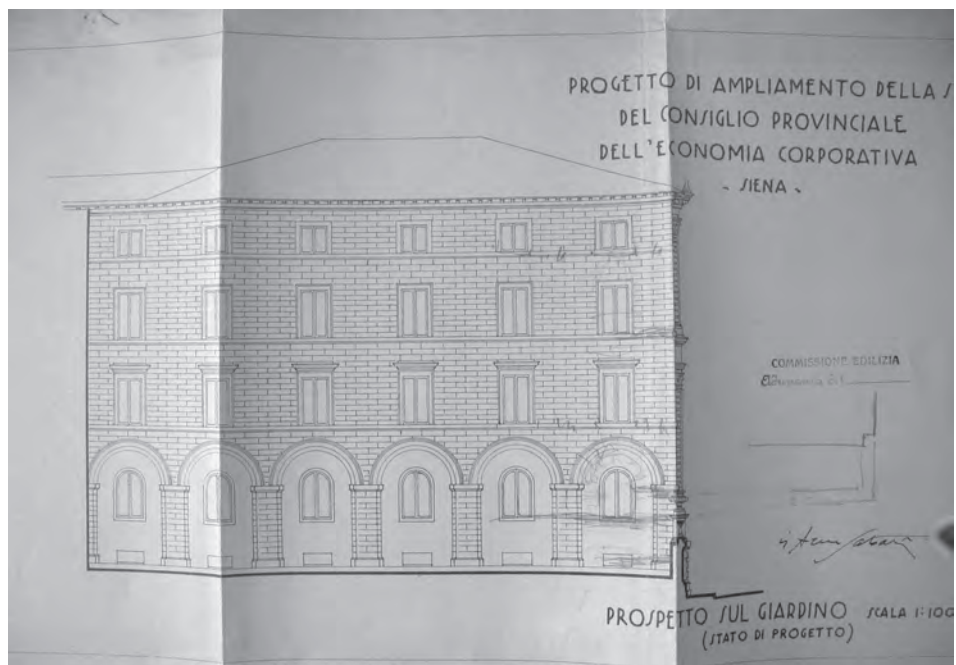 PROGETTO DI AMPLIAMENTO DELLA S
DEL CONSIGLIO PROVINCIALE
DELL'ECONOMIA CORPORATIVA
- SIENA -
COMMISSIONE EDILIZIA
PROSPETTO SUL GIARDINO SCALA 1:100
(STATO DI PROGETTO)